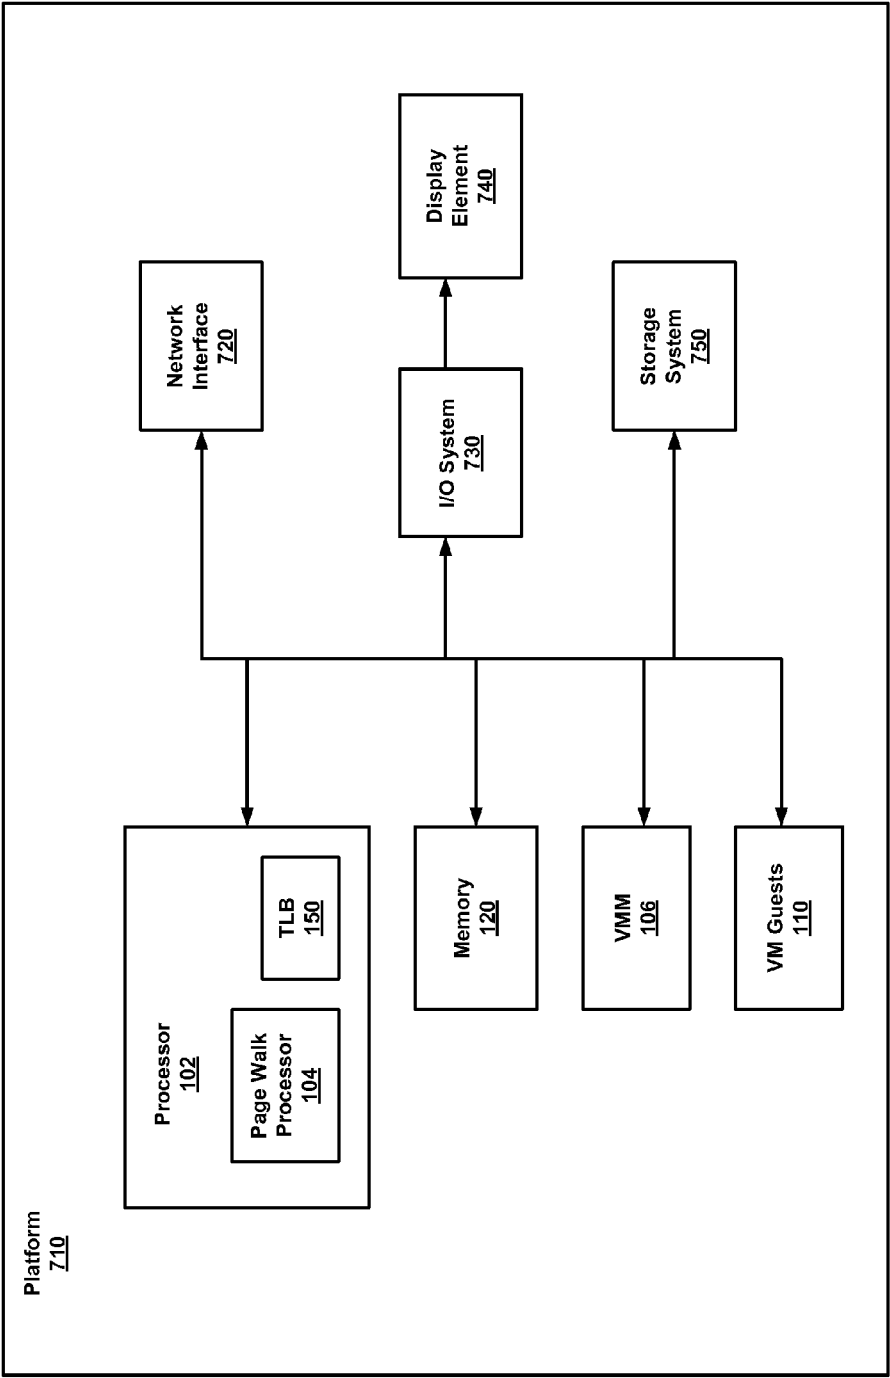 Platform
710
Processor
102
Page Walk
Processor
104
TLB
150
Memory
120
VMM
106
VM Guests
110
Network
Interface
720
I/O System
730
Display
Element
740
Storage
System
750